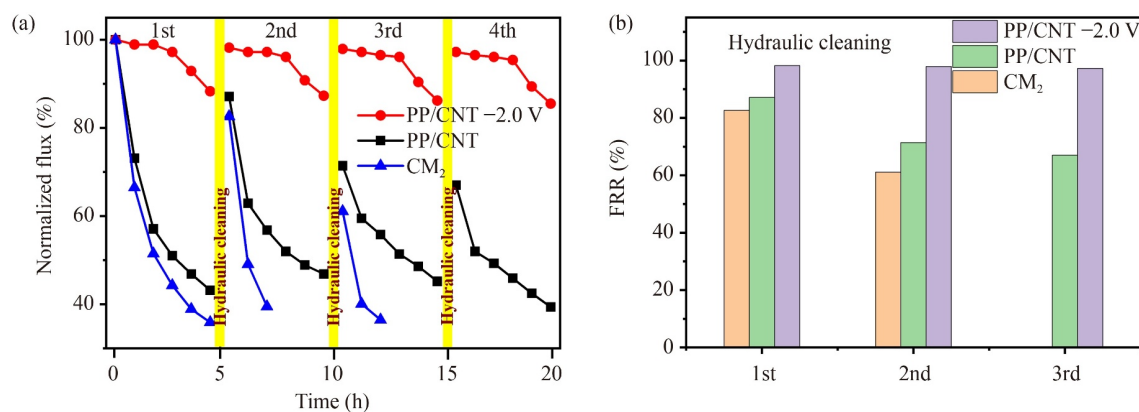 (a)
1st
2nd
3rd
4th
100
80
60
40
Normalized flux (%)
PP/CNT −2.0 V
PP/CNT
CM₂
Hydraulic cleaning
Hydraulic cleaning
Hydraulic cleaning
0
5
10
15
20
Time (h)
(b)
Hydraulic cleaning
PP/CNT −2.0 V
PP/CNT
CM₂
100
80
60
40
20
0
FRR (%)
1st
2nd
3rd